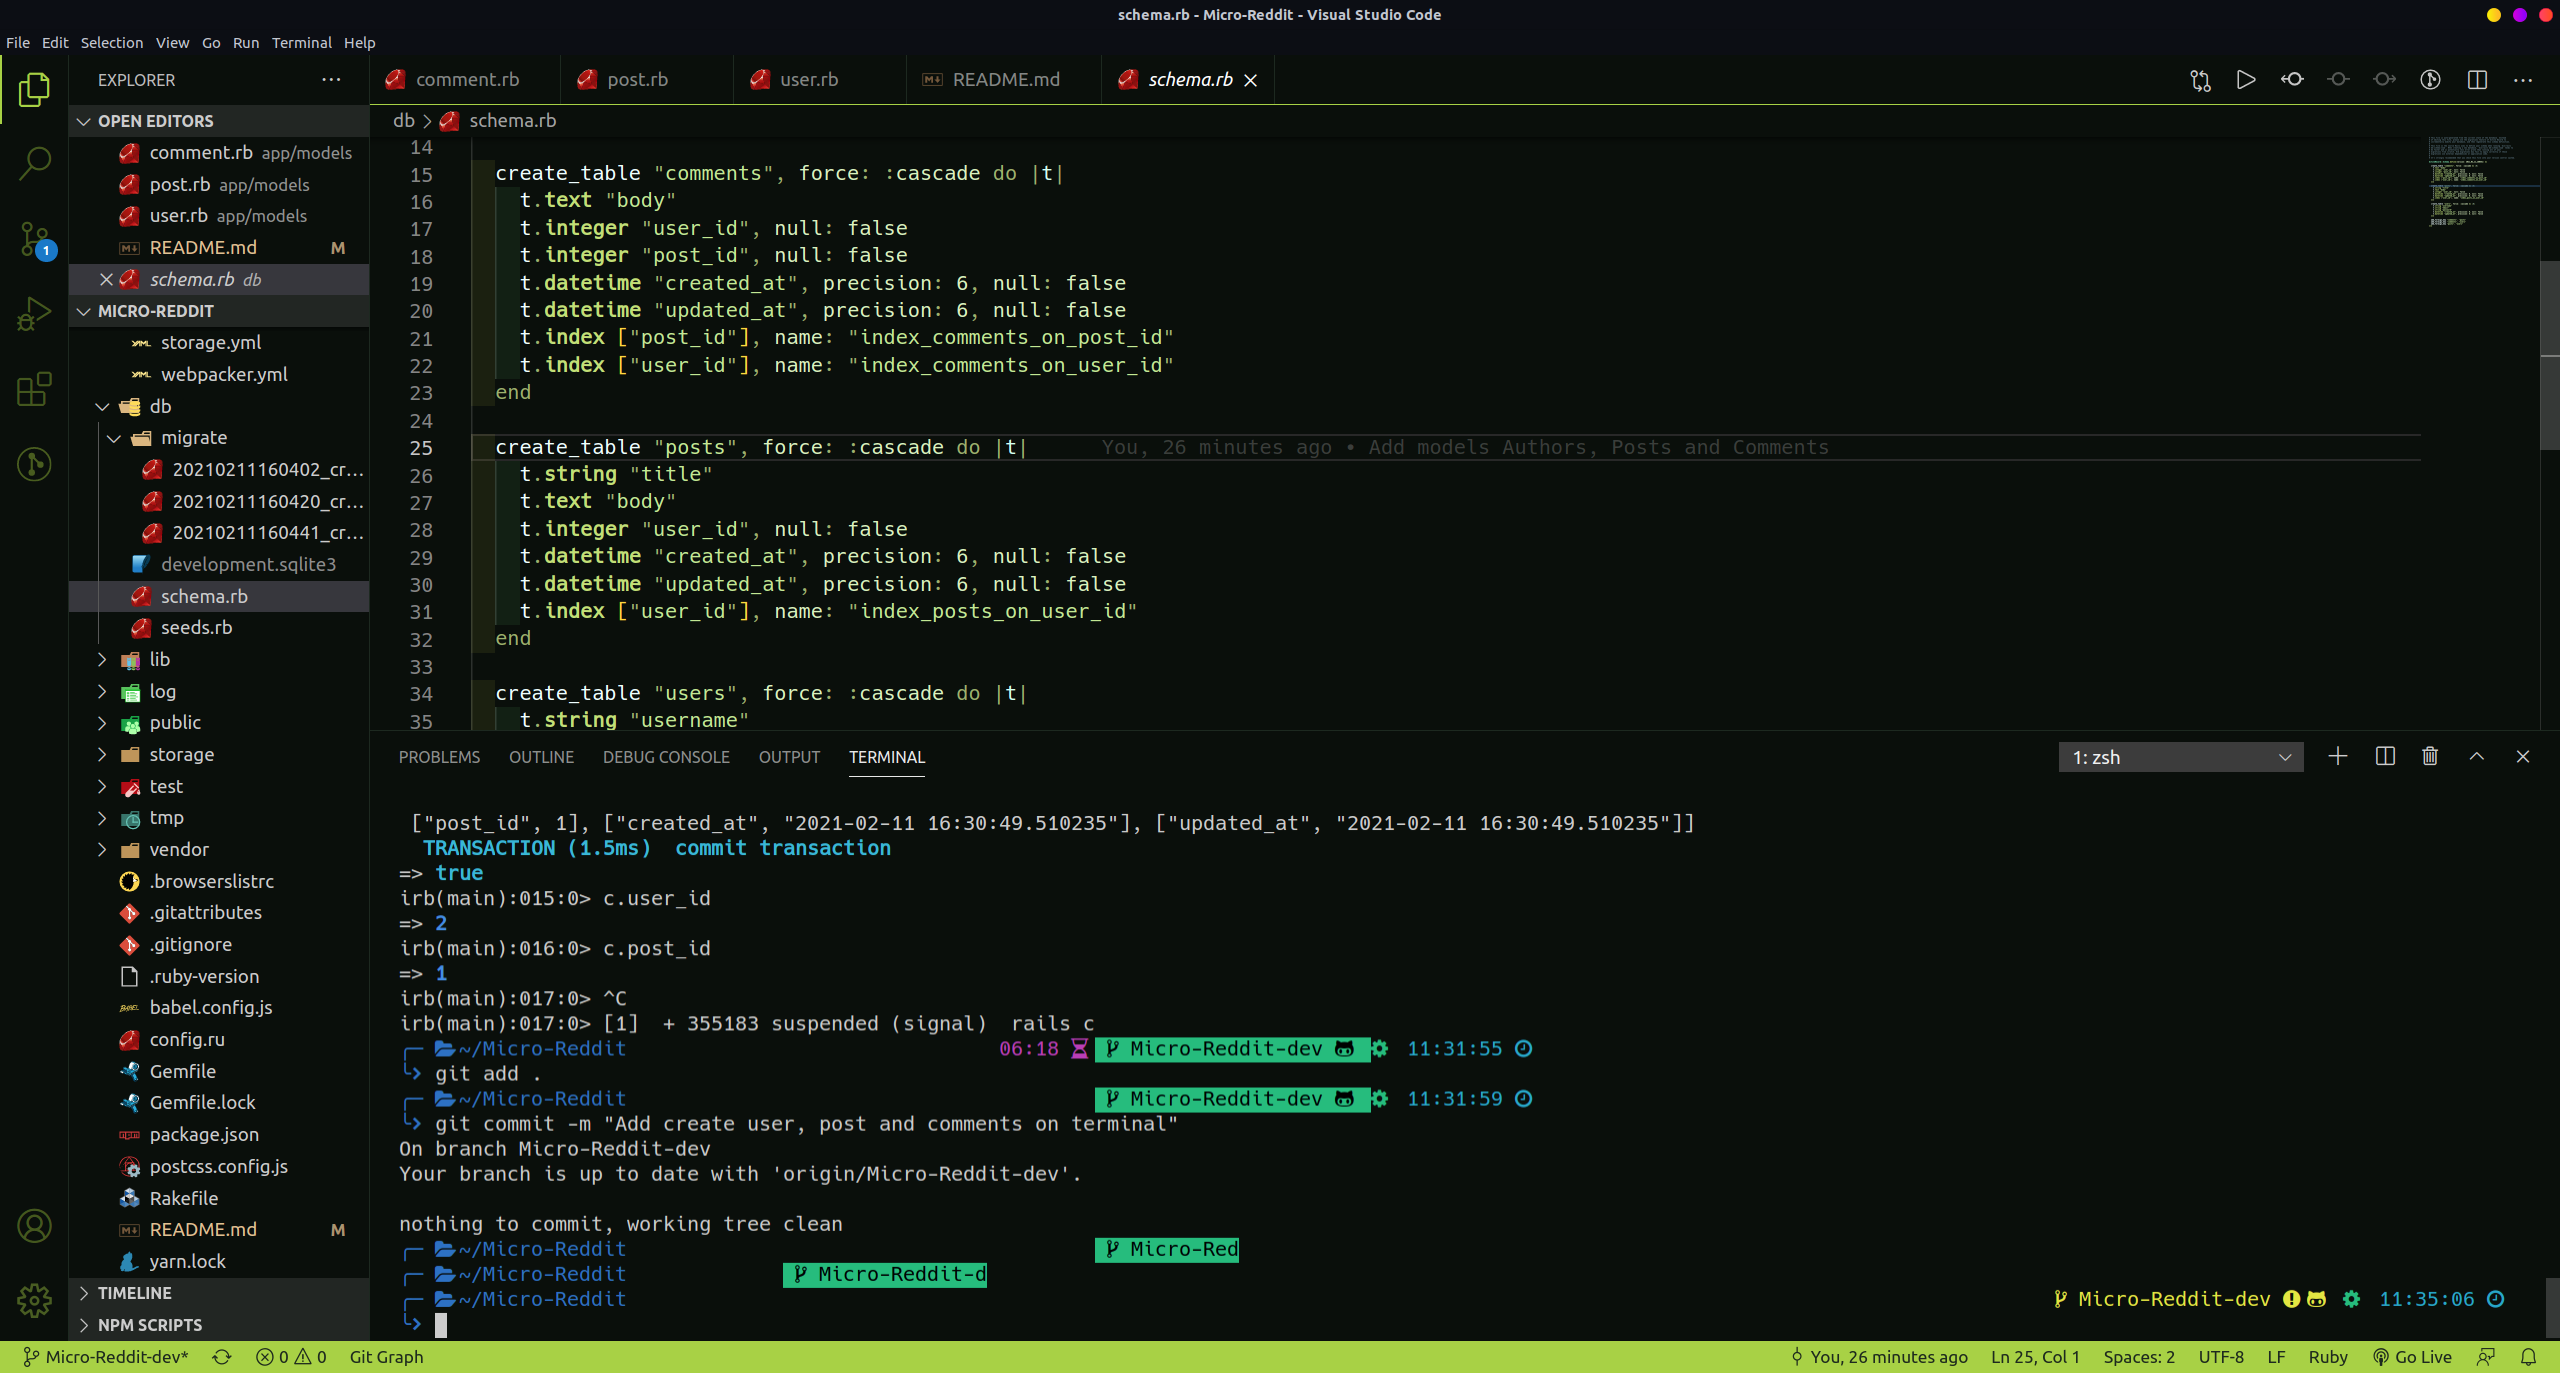 schema.rb - Micro-Reddit - Visual Studio Code
File Edit Selection View Go Run Terminal Help
EXPLORER
OPEN EDITORS
comment.rb app/models
post.rb app/models
user.rb app/models
README.md M
schema.rb db
MICRO-REDDIT
storage.yml
webpacker.yml
db
migrate
20210211160402_cr...
20210211160420_cr...
20210211160441_cr...
development.sqlite3
schema.rb
seeds.rb
lib
log
public
storage
test
tmp
vendor
.browserslistrc
.gitattributes
.gitignore
.ruby-version
babel.config.js
config.ru
Gemfile
Gemfile.lock
package.json
postcss.config.js
Rakefile
README.md M
yarn.lock
TIMELINE
NPM SCRIPTS
comment.rb post.rb user.rb README.md schema.rb
db > schema.rb
14
15 create_table "comments", force: :cascade do |t|
16 t.text "body"
17 t.integer "user_id", null: false
18 t.integer "post_id", null: false
19 t.datetime "created_at", precision: 6, null: false
20 t.datetime "updated_at", precision: 6, null: false
21 t.index ["post_id"], name: "index_comments_on_post_id"
22 t.index ["user_id"], name: "index_comments_on_user_id"
23 end
24
25 create_table "posts", force: :cascade do |t| You, 26 minutes ago • Add models Authors, Posts and Comments
26 t.string "title"
27 t.text "body"
28 t.integer "user_id", null: false
29 t.datetime "created_at", precision: 6, null: false
30 t.datetime "updated_at", precision: 6, null: false
31 t.index ["user_id"], name: "index_posts_on_user_id"
32 end
33
34 create_table "users", force: :cascade do |t|
35 t.string "username"
PROBLEMS OUTLINE DEBUG CONSOLE OUTPUT TERMINAL 1: zsh
["post_id", 1], ["created_at", "2021-02-11 16:30:49.510235"], ["updated_at", "2021-02-11 16:30:49.510235"]]
TRANSACTION (1.5ms) commit transaction
=> true
irb(main):015:0> c.user_id
=> 2
irb(main):016:0> c.post_id
=> 1
irb(main):017:0> ^C
irb(main):017:0> [1] + 355183 suspended (signal) rails c
~/Micro-Reddit 06:18 Micro-Reddit-dev 11:31:55
git add .
~/Micro-Reddit Micro-Reddit-dev 11:31:59
git commit -m "Add create user, post and comments on terminal"
On branch Micro-Reddit-dev
Your branch is up to date with 'origin/Micro-Reddit-dev'.
nothing to commit, working tree clean
~/Micro-Reddit Micro-Red
~/Micro-Reddit Micro-Reddit-d
~/Micro-Reddit Micro-Reddit-dev 11:35:06
Micro-Reddit-dev* 0 0 Git Graph You, 26 minutes ago Ln 25, Col 1 Spaces: 2 UTF-8 LF Ruby Go Live